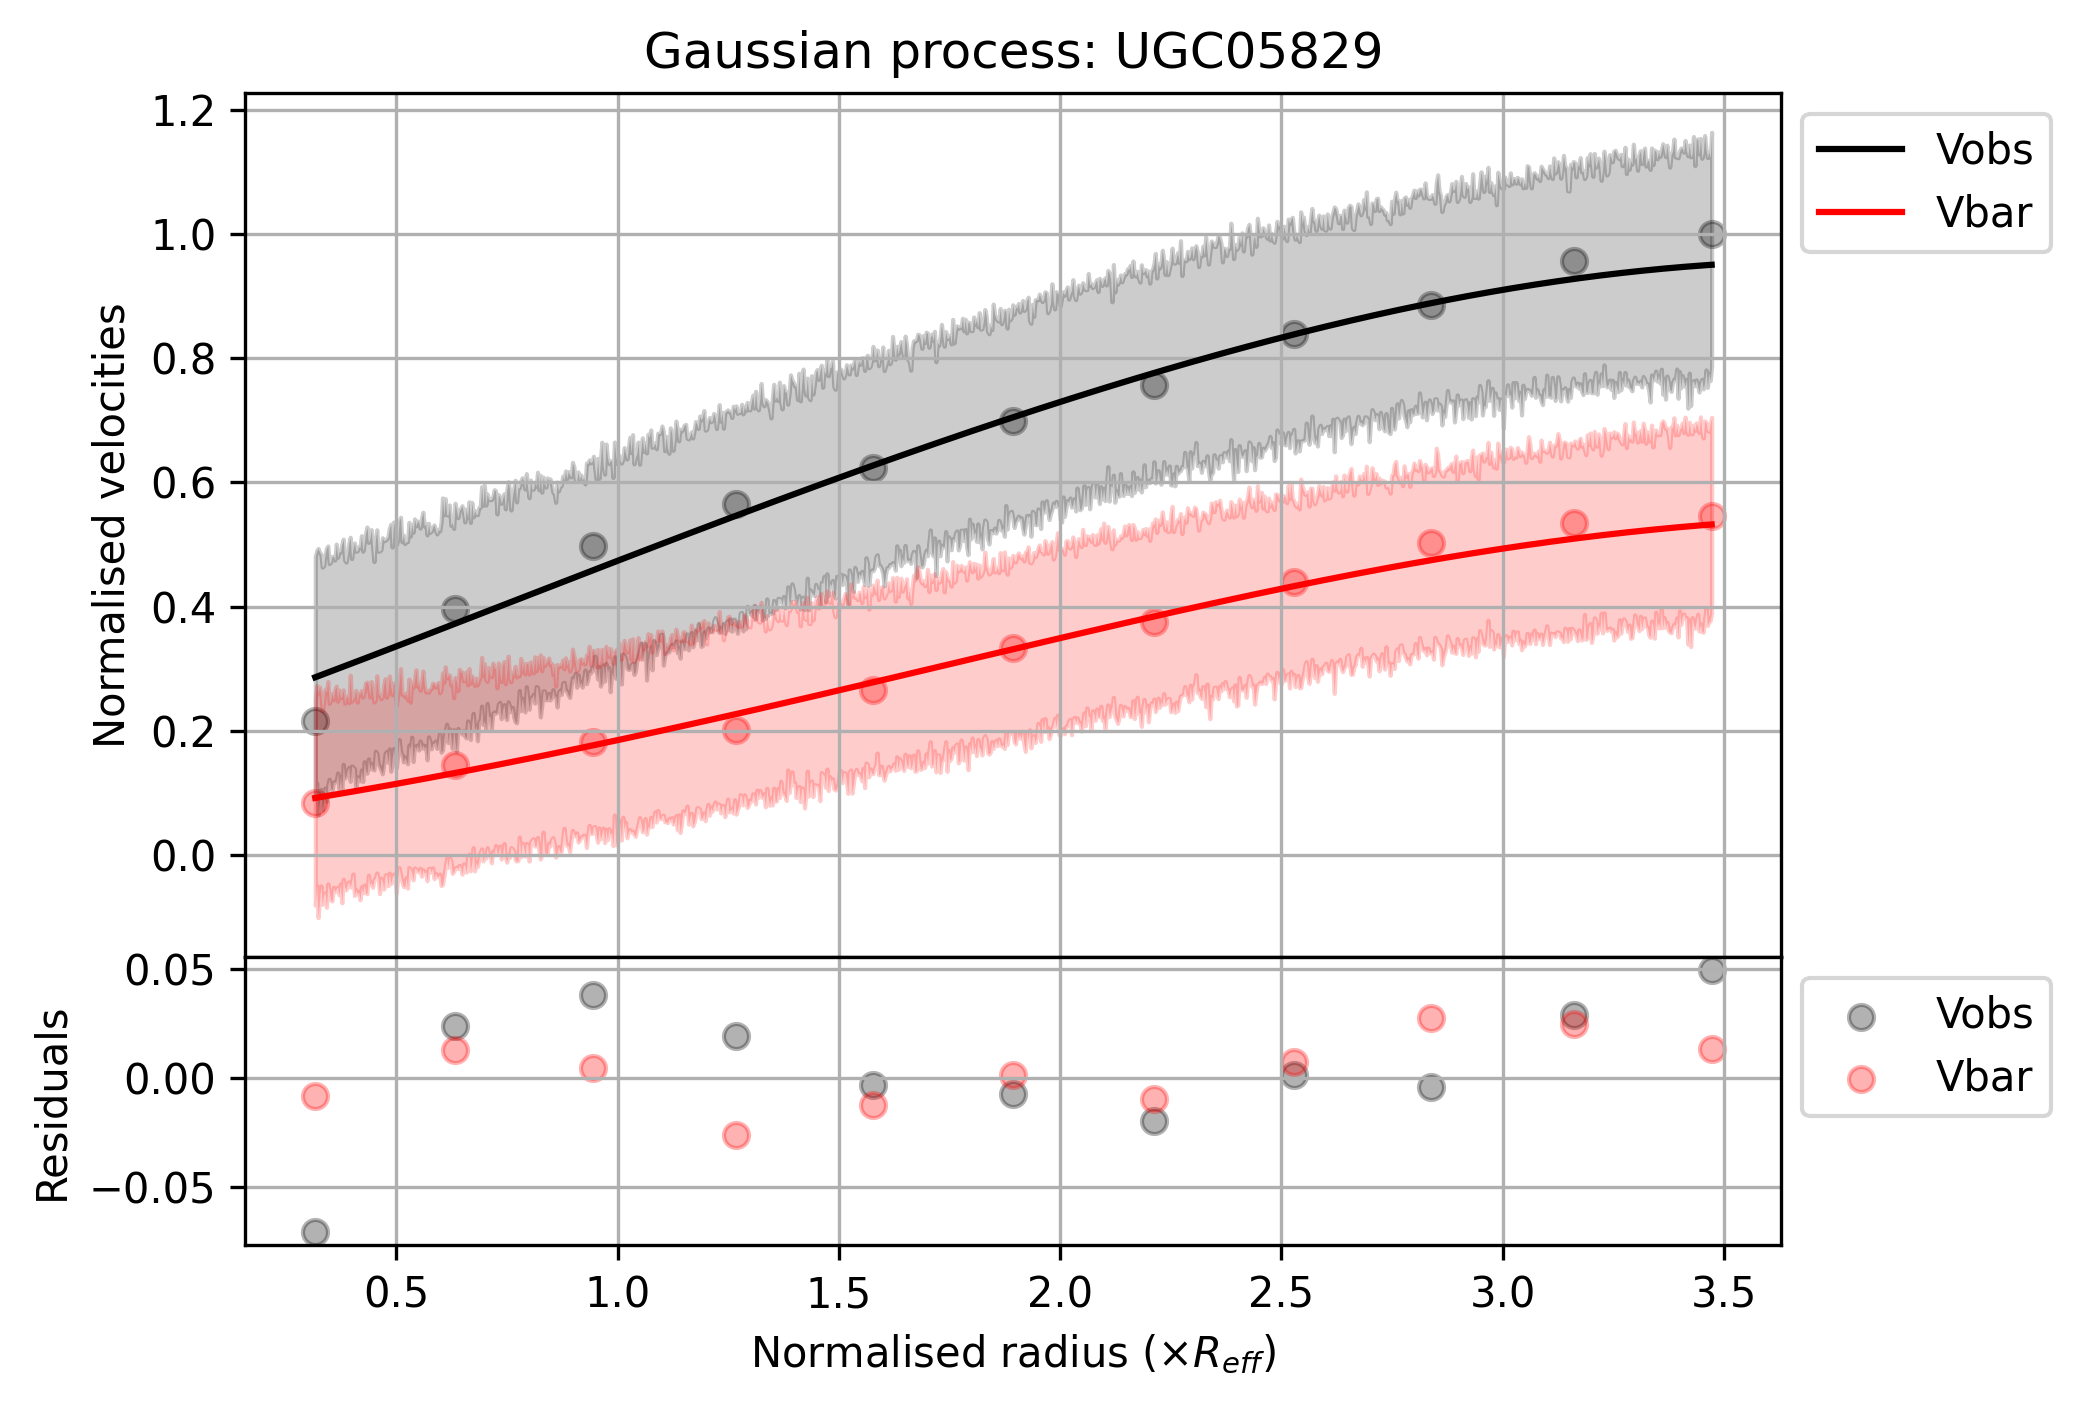 Gaussian process: UGC05829
1.2
1.0
0.8
0.6
0.4
0.2
0.0
Normalised velocities
Vobs
Vbar
0.05
0.00
−0.05
Residuals
Vobs
Vbar
0.5 1.0 1.5 2.0 2.5 3.0 3.5
Normalised radius (×R_eff)